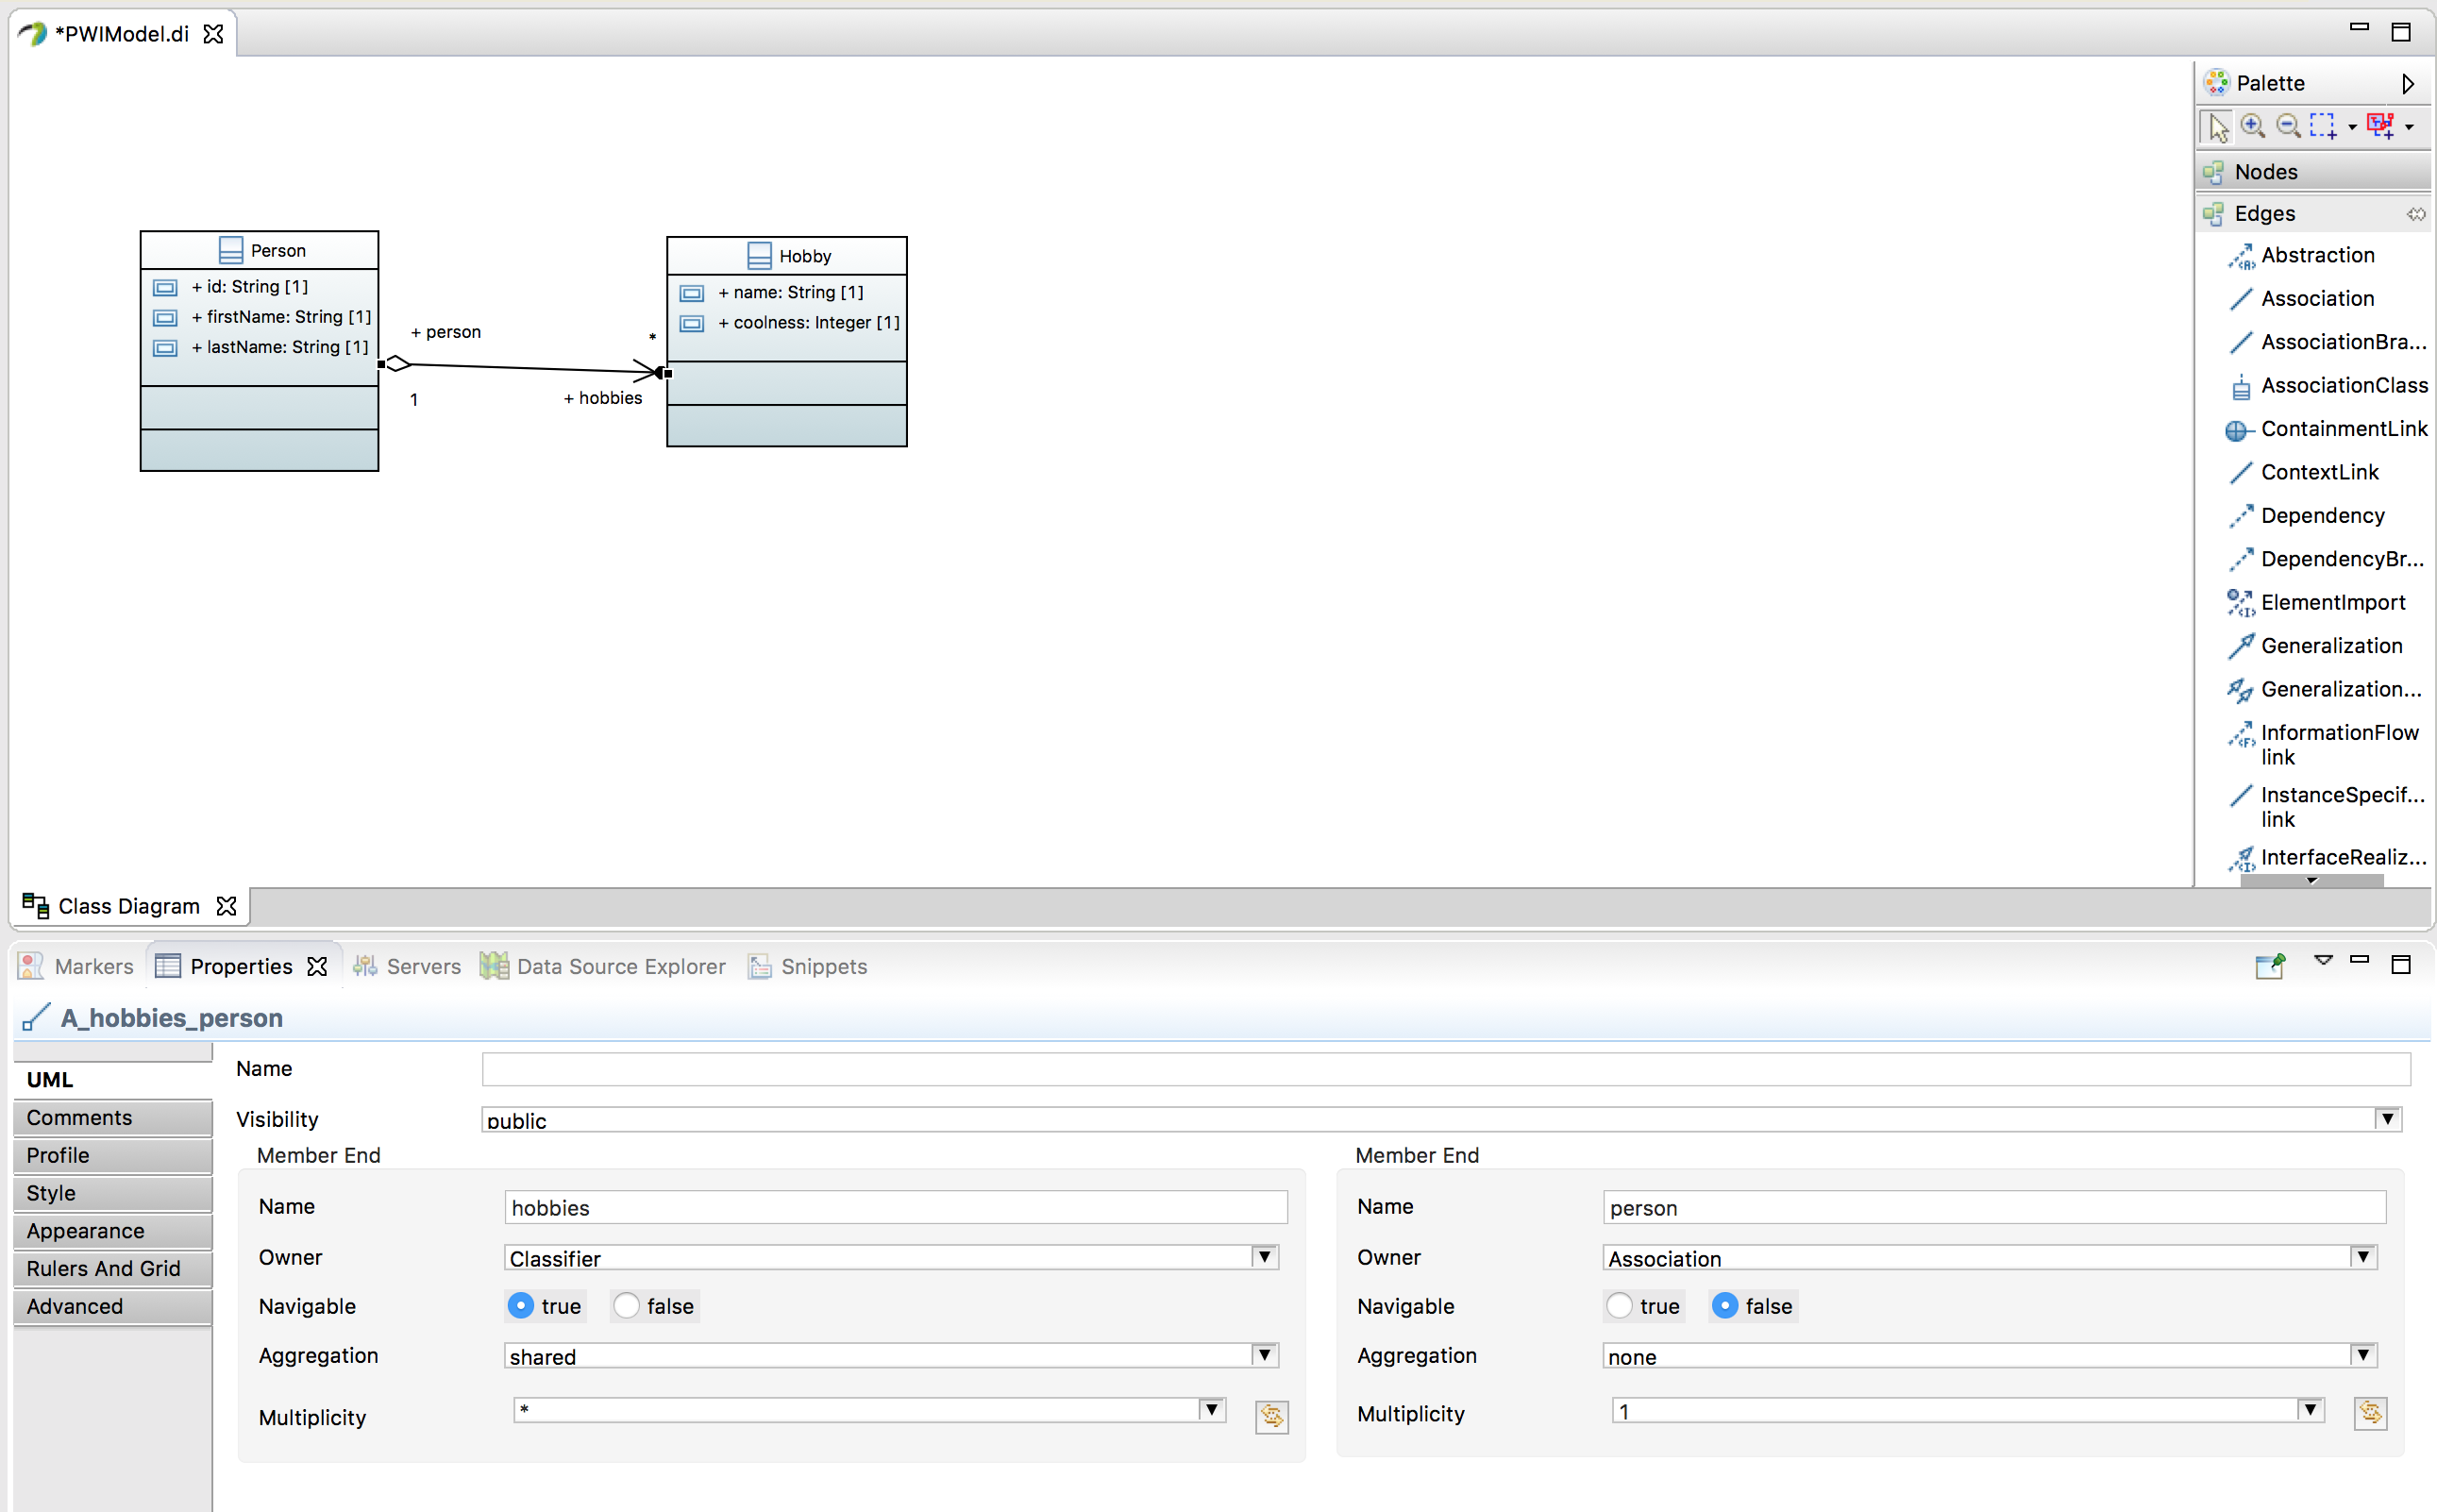 *PWIModel.di
Palette
Nodes
Edges
Abstraction
Association
AssociationBra...
AssociationClass
ContainmentLink
ContextLink
Dependency
DependencyBr...
ElementImport
Generalization
Generalization...
InformationFlow
link
InstanceSpecif...
link
InterfaceRealiz...
Person
+ id: String [1]
+ firstName: String [1]
+ lastName: String [1]
+ person
1
*
+ hobbies
Hobby
+ name: String [1]
+ coolness: Integer [1]
Class Diagram
Markers Properties Servers Data Source Explorer Snippets
A_hobbies_person
UML
Comments
Profile
Style
Appearance
Rulers And Grid
Advanced
Name
Visibility public
Member End
Name hobbies
Owner Classifier
Navigable true false
Aggregation shared
Multiplicity *
Member End
Name person
Owner Association
Navigable true false
Aggregation none
Multiplicity 1